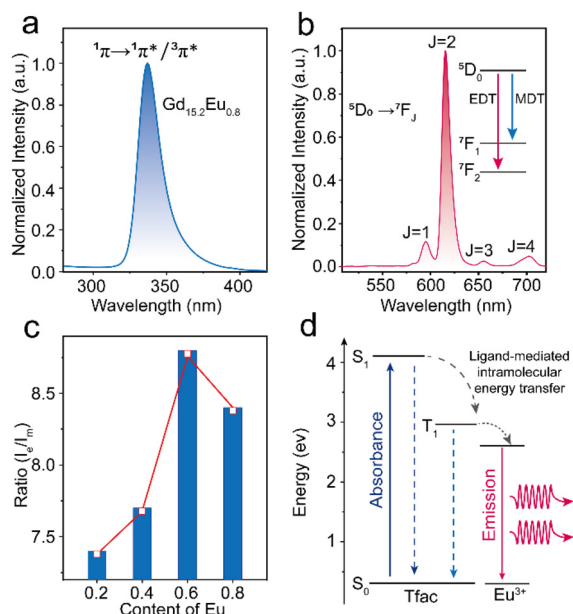 a
¹π→¹π*/³π*
Gd15.2Eu0.8
Normalized Intensity (a.u.)
1.0
0.8
0.6
0.4
0.2
0.0
300
350
400
Wavelength (nm)
b
J=2
⁵D₀
EDT
MDT
⁵D₀→⁷FJ
⁷F₁
⁷F₂
J=1
J=3
J=4
Normalized Intensity (a.u.)
1.0
0.8
0.6
0.4
0.2
0.0
550
600
650
700
Wavelength (nm)
c
Ratio (Ie/Im)
8.5
8.0
7.5
0.2
0.4
0.6
0.8
Content of Eu
d
Energy (ev)
4
3
2
1
S₁
Ligand-mediated
intramolecular
energy transfer
T₁
Absorbance
Emission
S₀
Tfac
Eu³⁺